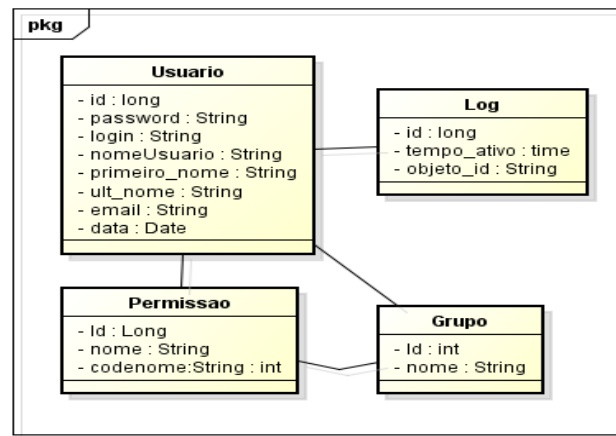 pkg
Usuario
- id : long
- password : String
- login : String
- nomeUsuario : String
- primeiro_nome : String
- ult_nome : String
- email : String
- data : Date
Log
- id : long
- tempo_ativo : time
- objeto_id : String
Permissao
- Id : Long
- nome : String
- codenome:String : int
Grupo
- Id : int
- nome : String